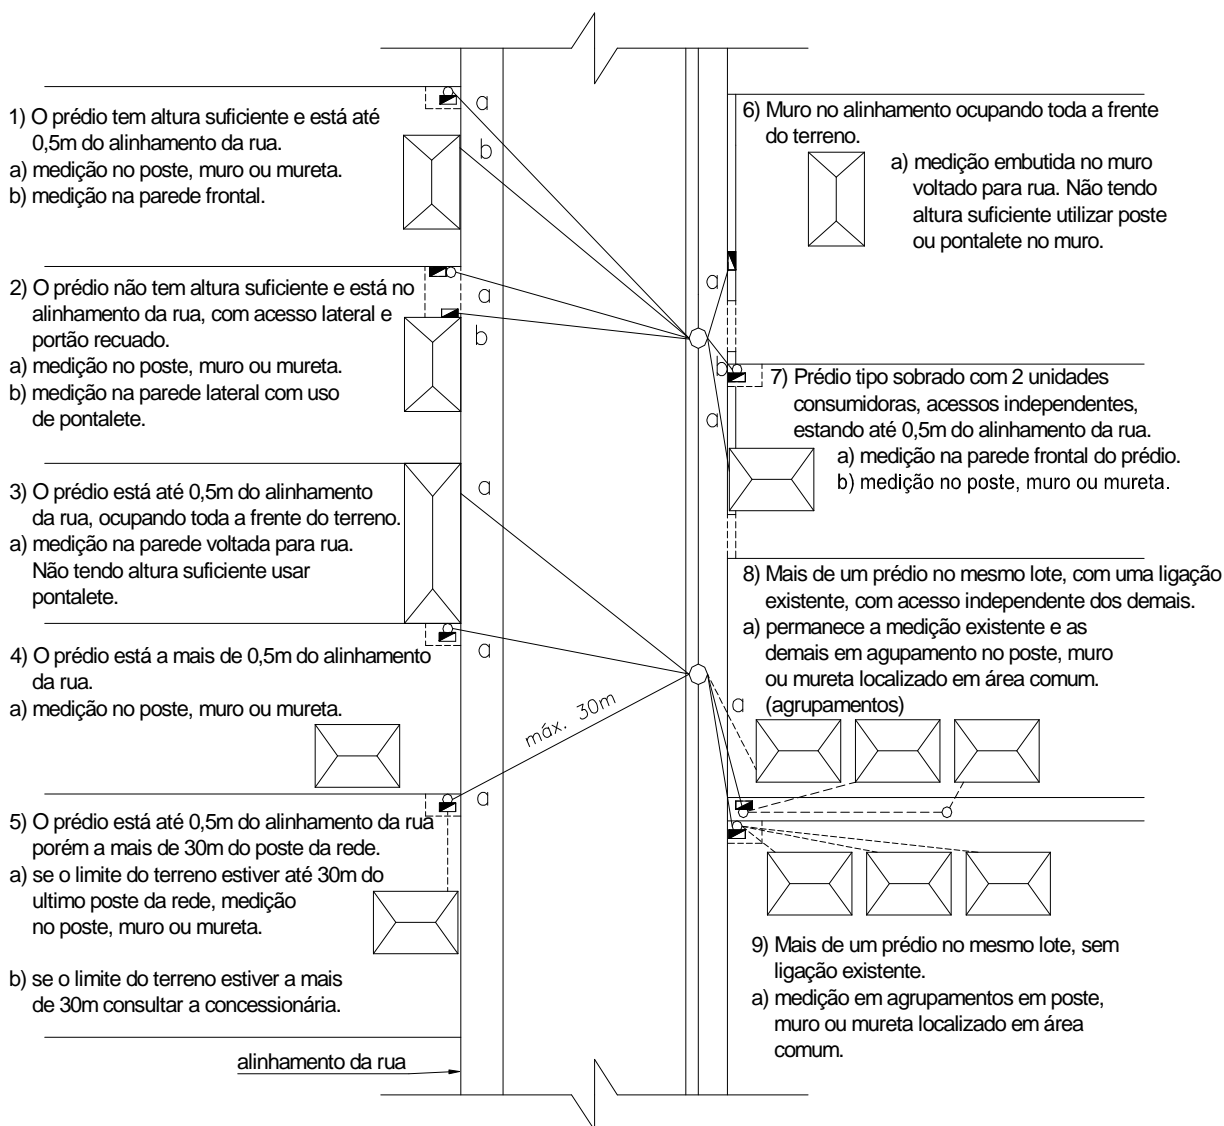 1) O prédio tem altura suficiente e está até
0,5m do alinhamento da rua.
a) medição no poste, muro ou mureta.
b) medição na parede frontal.
a
b
2) O prédio não tem altura suficiente e está no
alinhamento da rua, com acesso lateral e
portão recuado.
a) medição no poste, muro ou mureta.
b) medição na parede lateral com uso
de pontalete.
a
b
3) O prédio está até 0,5m do alinhamento
da rua, ocupando toda a frente do terreno.
a) medição na parede voltada para rua.
Não tendo altura suficiente usar
pontalete.
a
4) O prédio está a mais de 0,5m do alinhamento
da rua.
a) medição no poste, muro ou mureta.
a
máx. 30m
5) O prédio está até 0,5m do alinhamento da rua
porém a mais de 30m do poste da rede.
a) se o limite do terreno estiver até 30m do
ultimo poste da rede, medição
no poste, muro ou mureta.
b) se o limite do terreno estiver a mais
de 30m consultar a concessionária.
a
alinhamento da rua
6) Muro no alinhamento ocupando toda a frente
do terreno.
a) medição embutida no muro
voltado para rua. Não tendo
altura suficiente utilizar poste
ou pontalete no muro.
a
b
7) Prédio tipo sobrado com 2 unidades
consumidoras, acessos independentes,
estando até 0,5m do alinhamento da rua.
a) medição na parede frontal do prédio.
b) medição no poste, muro ou mureta.
a
8) Mais de um prédio no mesmo lote, com uma ligação
existente, com acesso independente dos demais.
a) permanece a medição existente e as
demais em agupamento no poste, muro
ou mureta localizado em área comum.
(agrupamentos)
a
9) Mais de um prédio no mesmo lote, sem
ligação existente.
a) medição em agrupamentos em poste,
muro ou mureta localizado em área
comum.